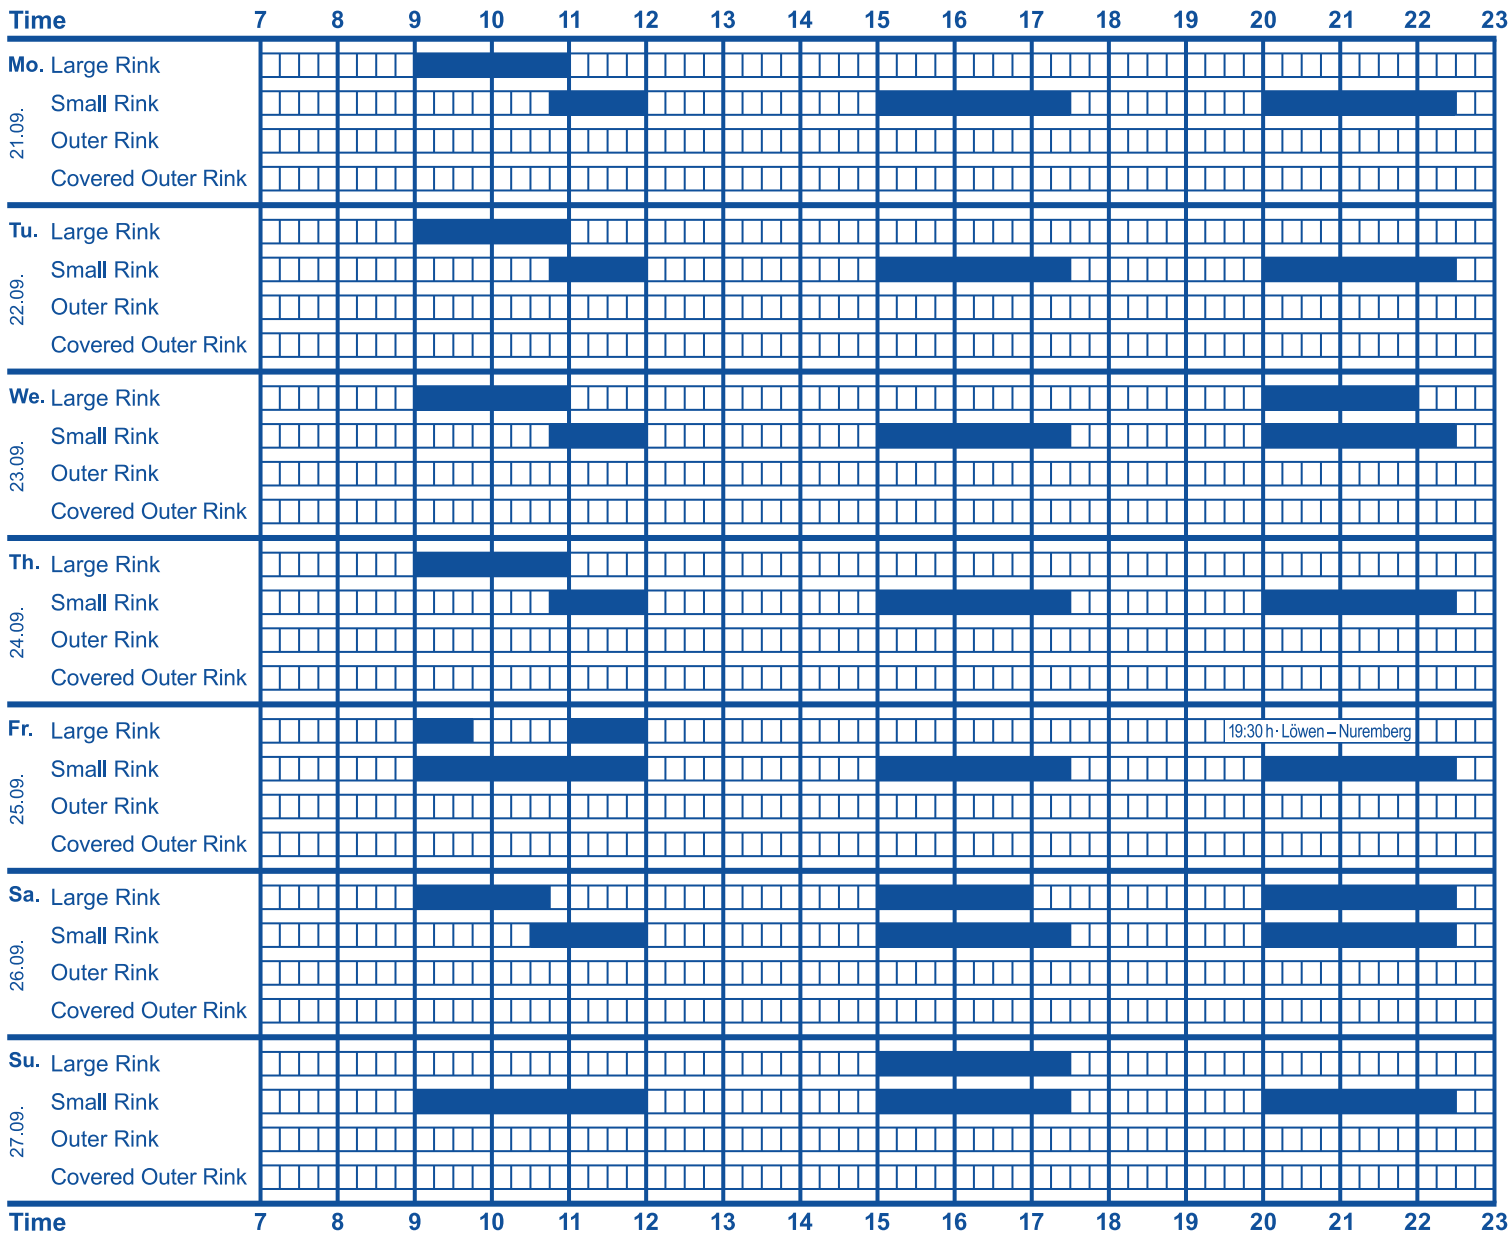 Time 7 8 9 10 11 12 13 14 15 16 17 18 19 20 21 22 23
Mo. Large Rink
21.09.
Small Rink
Outer Rink
Covered Outer Rink
Tu. Large Rink
22.09.
Small Rink
Outer Rink
Covered Outer Rink
We. Large Rink
23.09.
Small Rink
Outer Rink
Covered Outer Rink
Th. Large Rink
24.09.
Small Rink
Outer Rink
Covered Outer Rink
Fr. Large Rink 19:30 h · Löwen – Nuremberg
25.09.
Small Rink
Outer Rink
Covered Outer Rink
Sa. Large Rink
26.09.
Small Rink
Outer Rink
Covered Outer Rink
Su. Large Rink
27.09.
Small Rink
Outer Rink
Covered Outer Rink
Time 7 8 9 10 11 12 13 14 15 16 17 18 19 20 21 22 23